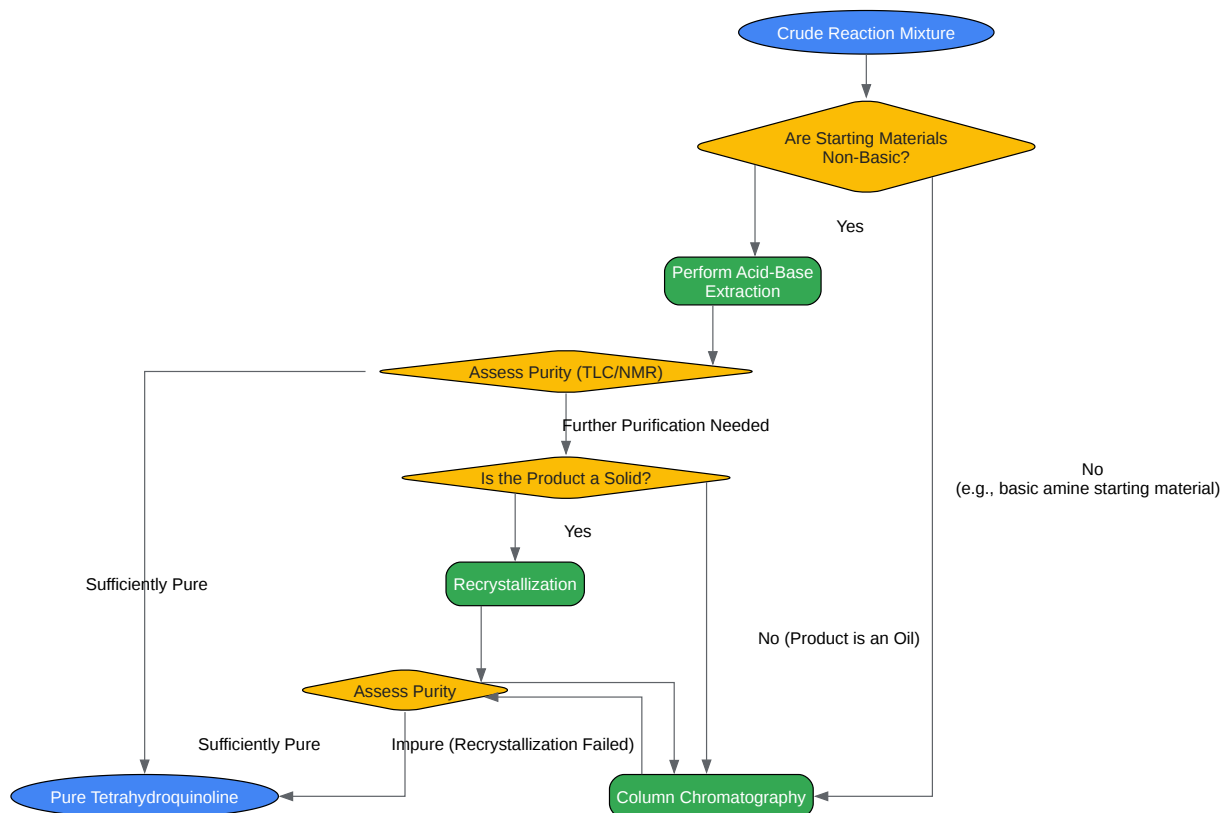 Crude Reaction Mixture
Are Starting Materials
Non-Basic?
Yes
Perform Acid-Base
Extraction
Assess Purity (TLC/NMR)
Further Purification Needed
Is the Product a Solid?
No
(e.g., basic amine starting material)
Yes
Recrystallization
Sufficiently Pure
No (Product is an Oil)
Assess Purity
Sufficiently Pure
Impure (Recrystallization Failed)
Pure Tetrahydroquinoline
Column Chromatography